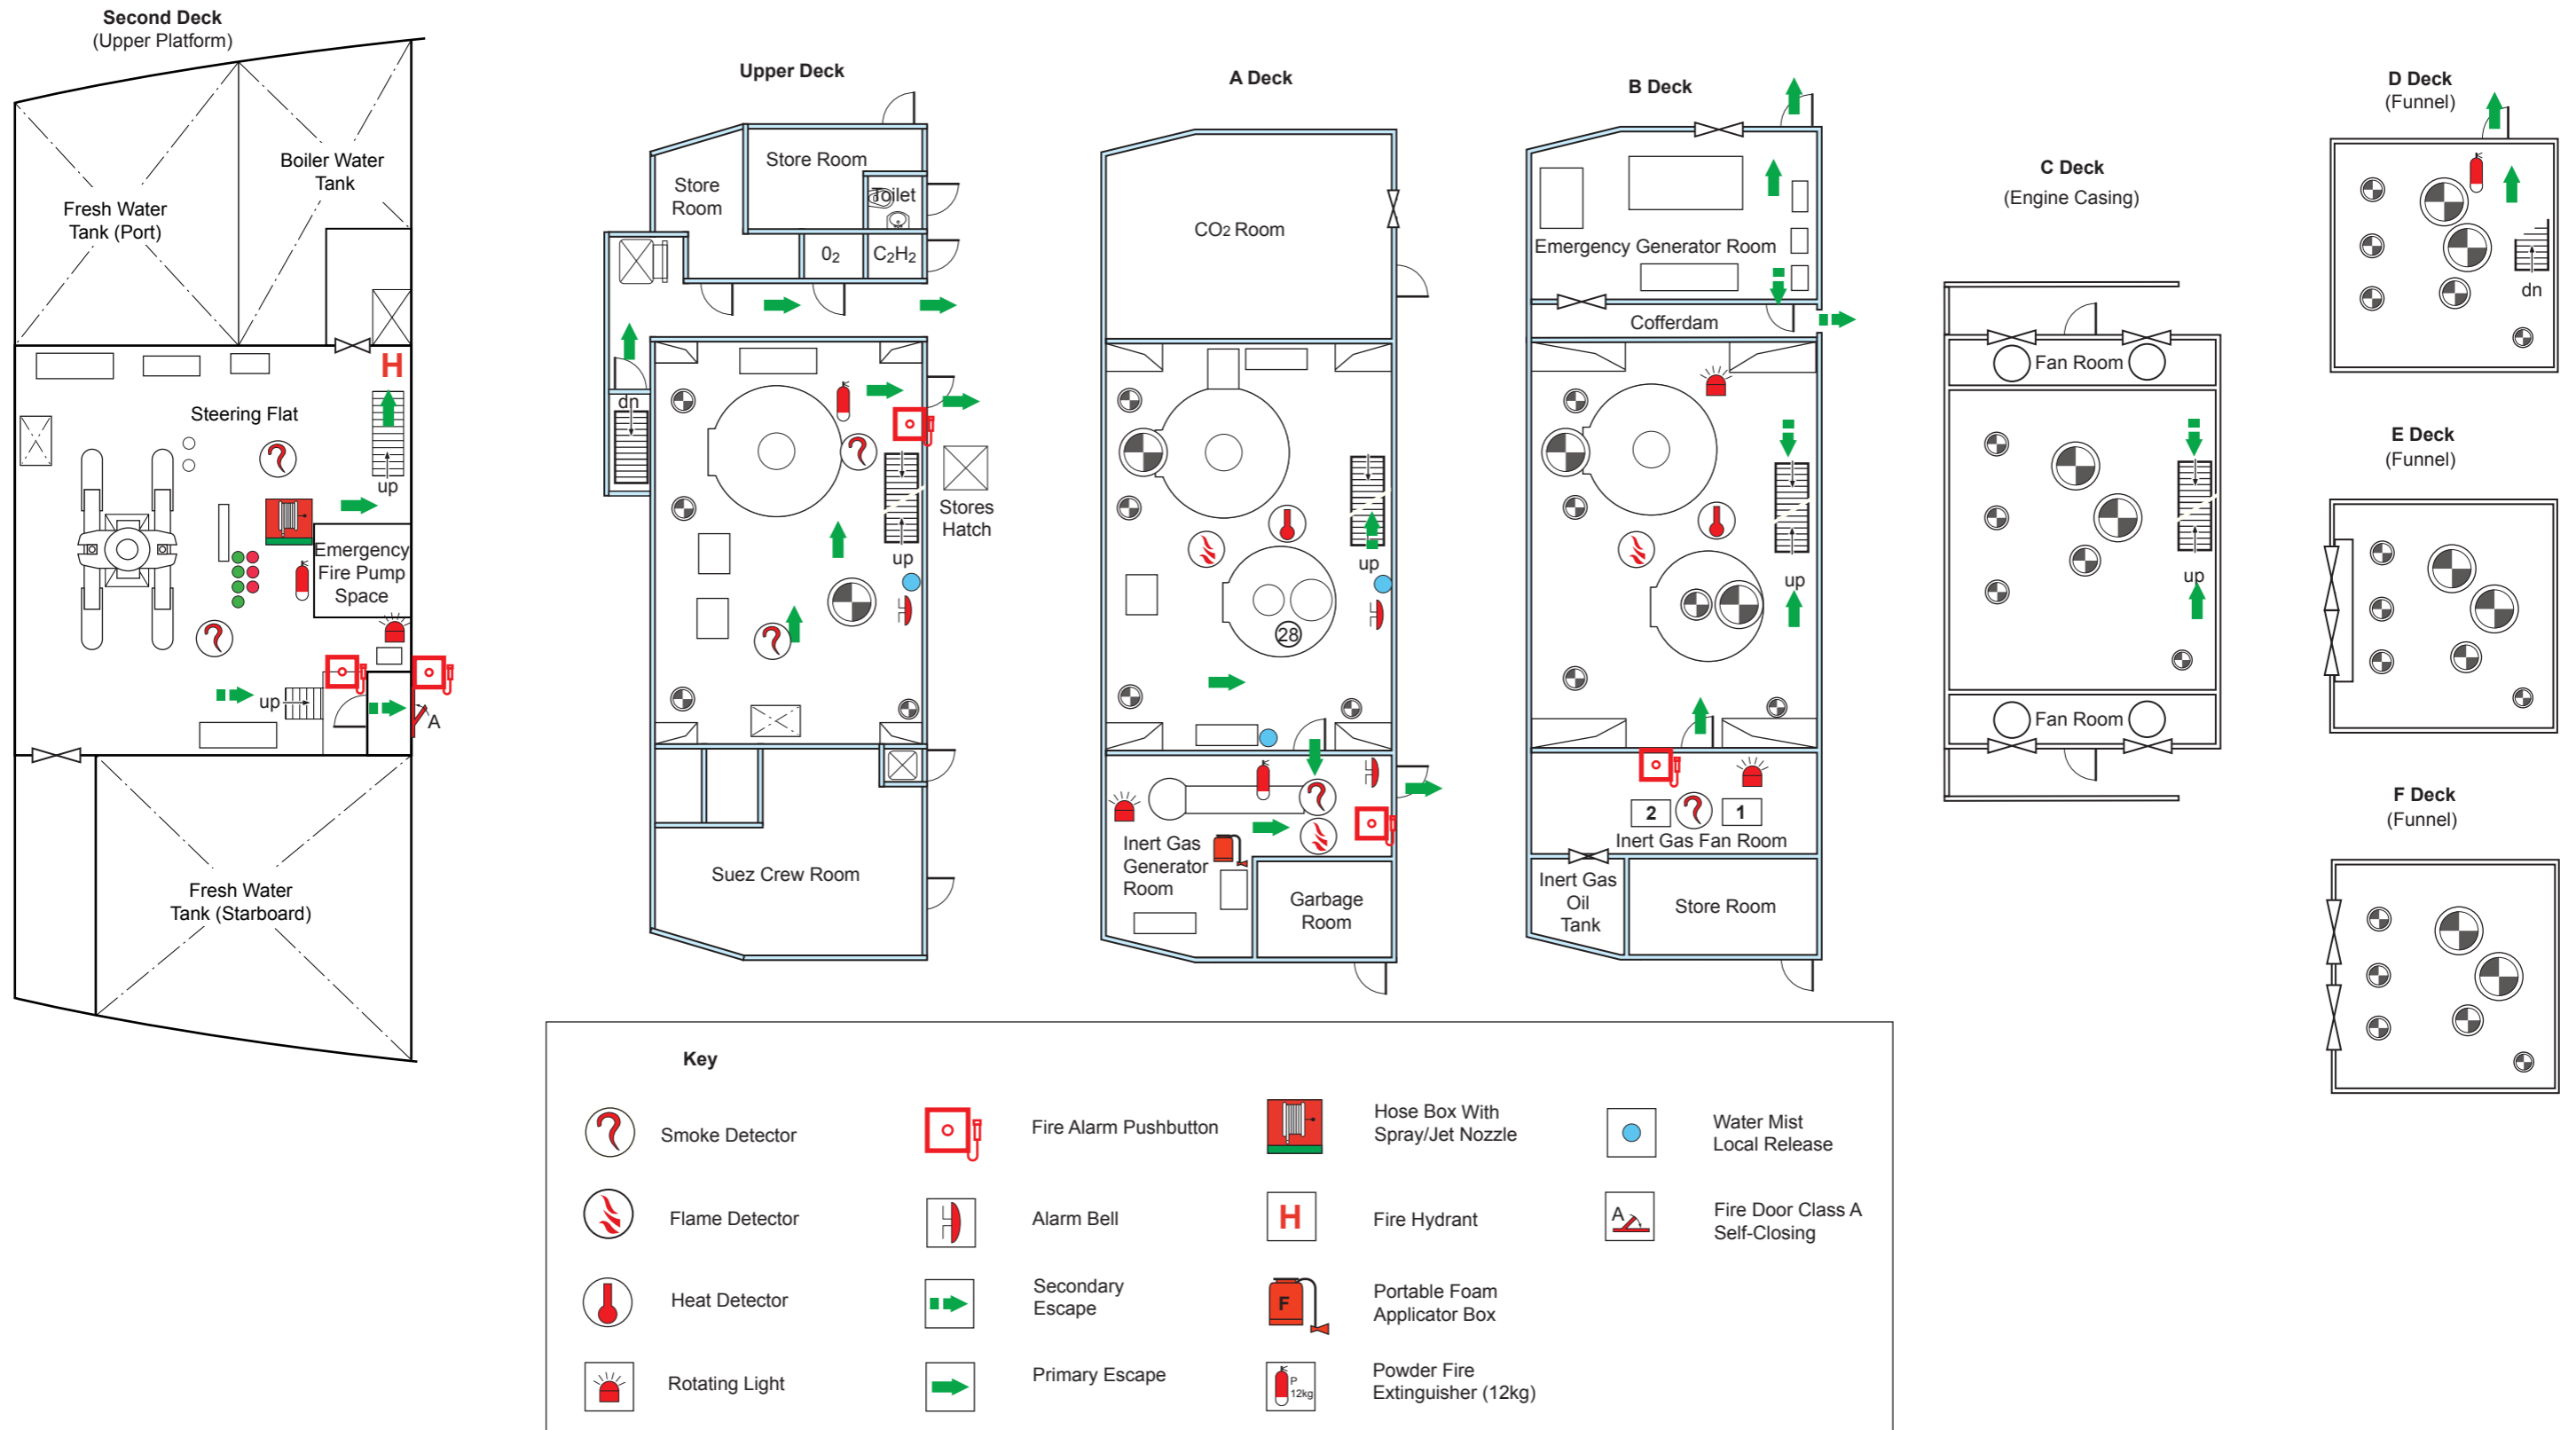 Second Deck
(Upper Platform)
Boiler Water
Tank
Fresh Water
Tank (Port)
H
Steering Flat
up
Emergency
Fire Pump
Space
up
A
Fresh Water
Tank (Starboard)
Upper Deck
Store Room
Store
Room
Toilet
02
C2H2
dn
Stores
Hatch
up
Suez Crew Room
A Deck
CO2 Room
up
28
Inert Gas
Generator
Room
Garbage
Room
B Deck
Emergency Generator Room
Cofferdam
up
2
1
Inert Gas Fan Room
Inert Gas
Oil
Tank
Store Room
C Deck
(Engine Casing)
Fan Room
up
Fan Room
D Deck
(Funnel)
dn
E Deck
(Funnel)
F Deck
(Funnel)
Key
Smoke Detector
Fire Alarm Pushbutton
Hose Box With
Spray/Jet Nozzle
Water Mist
Local Release
Flame Detector
Alarm Bell
H
Fire Hydrant
A
Fire Door Class A
Self-Closing
Heat Detector
Secondary
Escape
F
Portable Foam
Applicator Box
Rotating Light
Primary Escape
P
12kg
Powder Fire
Extinguisher (12kg)